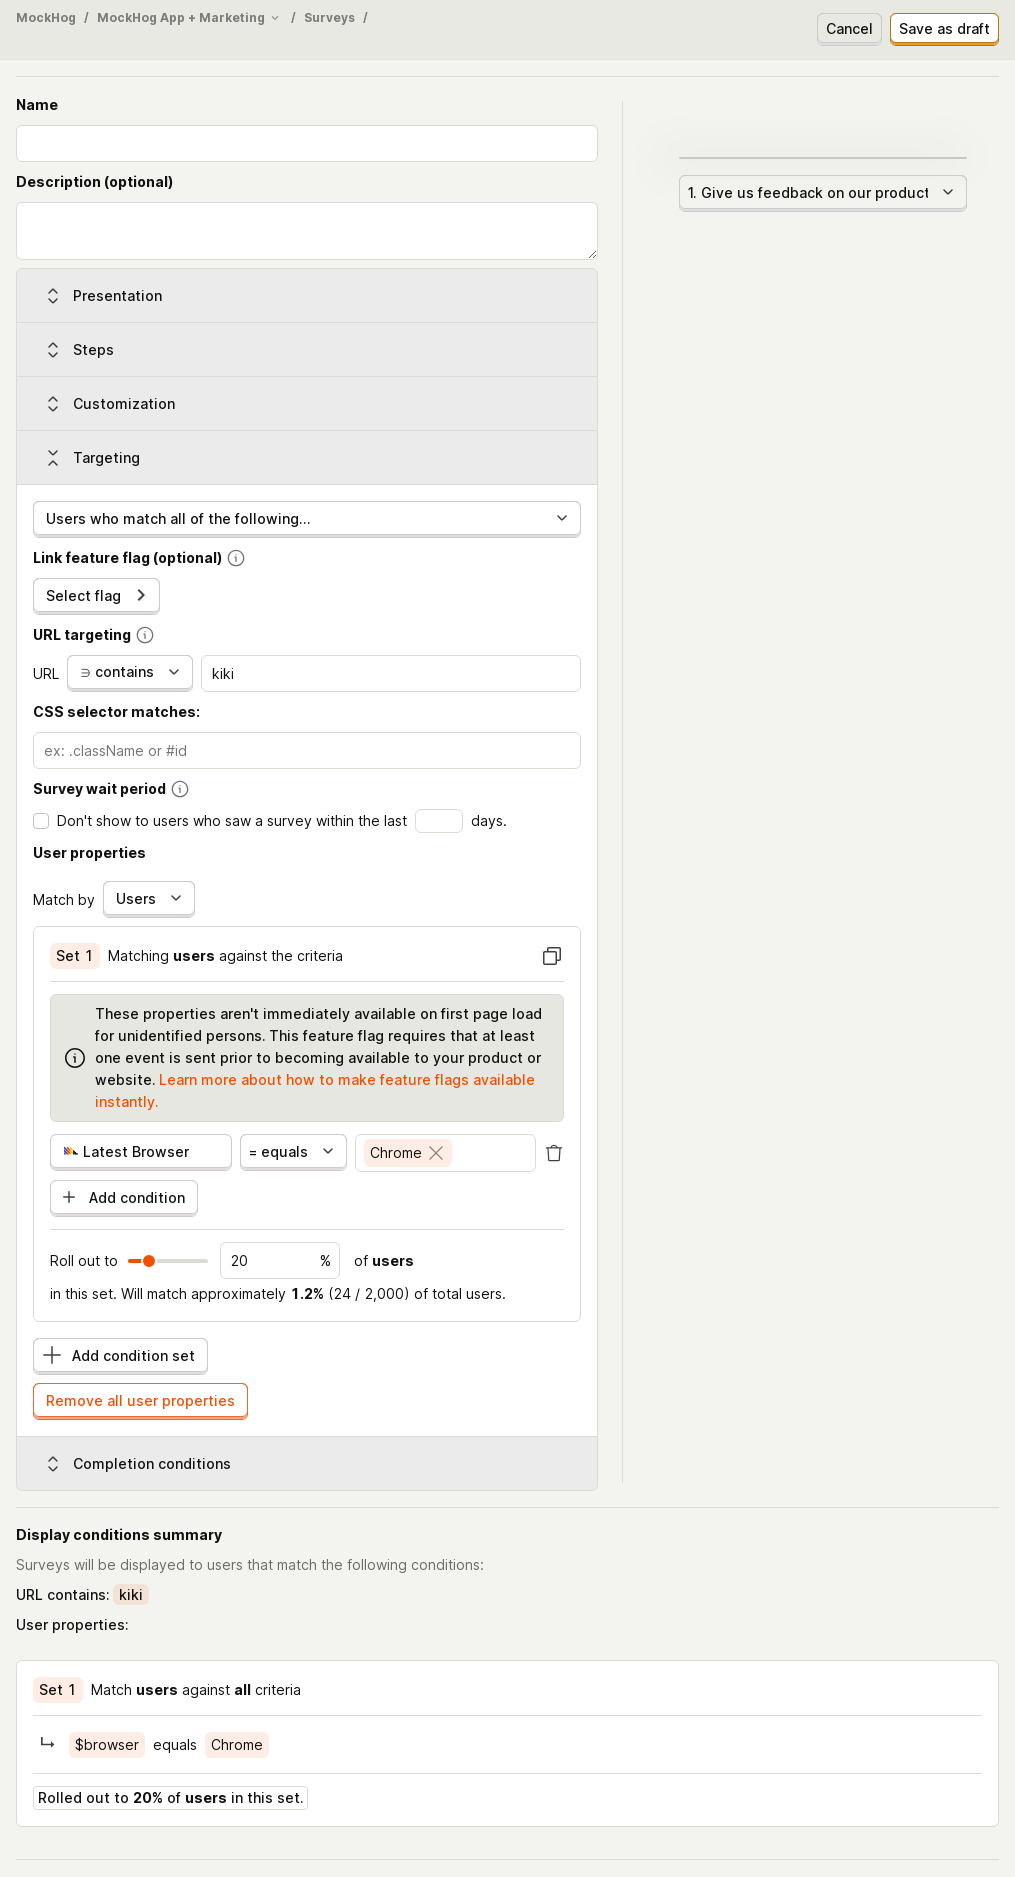 MockHog / MockHog App + Marketing / Surveys /
Cancel
Save as draft
Name
Description (optional)
1. Give us feedback on our product
Presentation
Steps
Customization
Targeting
Users who match all of the following...
Link feature flag (optional)
Select flag
URL targeting
URL ∋ contains kiki
CSS selector matches:
ex: .className or #id
Survey wait period
Don't show to users who saw a survey within the last days.
User properties
Match by Users
Set 1 Matching users against the criteria
These properties aren't immediately available on first page load
for unidentified persons. This feature flag requires that at least
one event is sent prior to becoming available to your product or
website. Learn more about how to make feature flags available
instantly.
Latest Browser = equals Chrome
Add condition
Roll out to 20 % of users
in this set. Will match approximately 1.2% (24 / 2,000) of total users.
Add condition set
Remove all user properties
Completion conditions
Display conditions summary
Surveys will be displayed to users that match the following conditions:
URL contains: kiki
User properties:
Set 1 Match users against all criteria
$browser equals Chrome
Rolled out to 20% of users in this set.